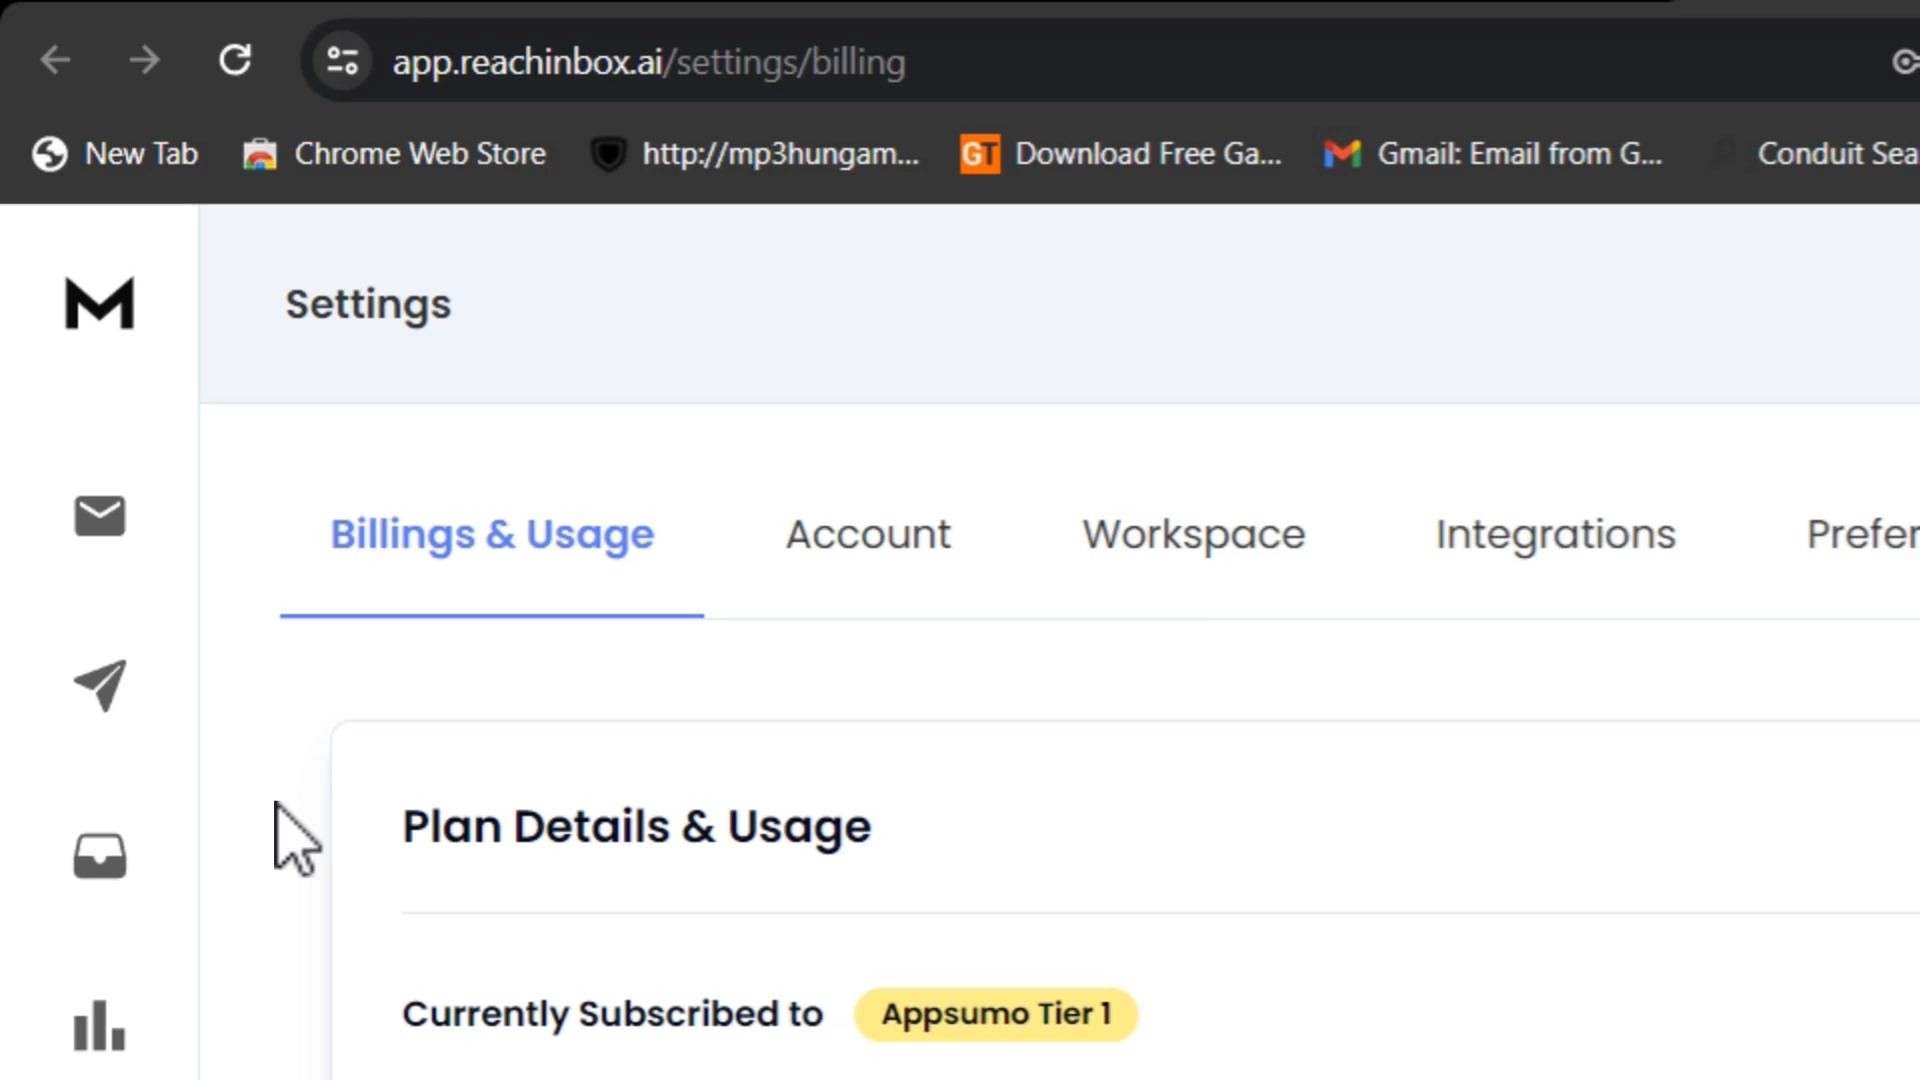 app.reachinbox.ai/settings/billing
New Tab
Chrome Web Store
http://mp3hungam...
GT
Download Free Ga...
Gmail: Email from G...
Conduit Sea
Settings
Billings & Usage
Account
Workspace
Integrations
Prefer
Plan Details & Usage
Currently Subscribed to
Appsumo Tier 1